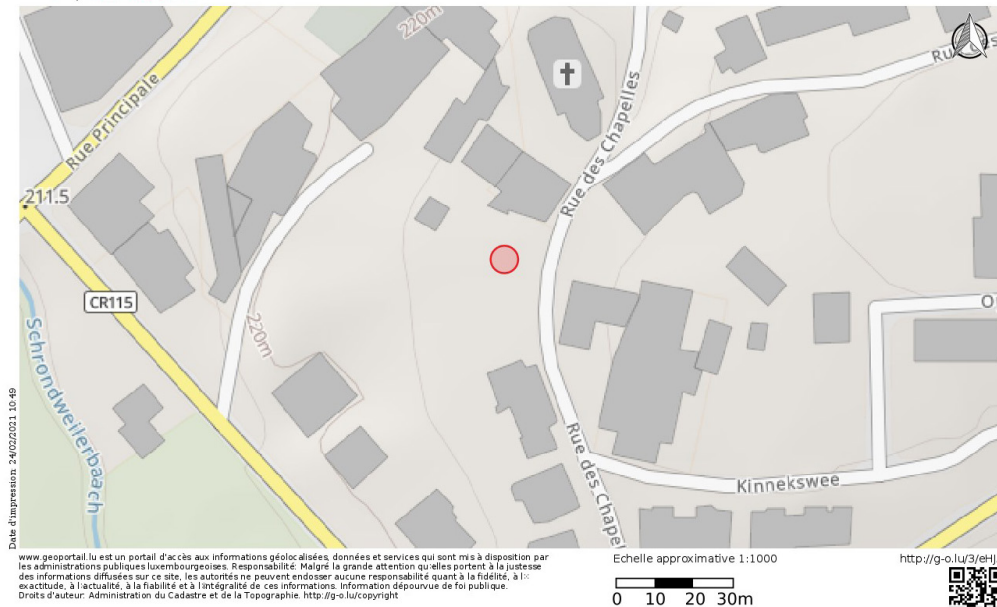 220m
Rue Principale
Rue des Chapelles
211.5
CR115
220m
Schrondweilerbaach
Rue des Chapel
Kinnekswee
Date d'impression: 24/02/2021 10:49
www.geoportail.lu est un portail d'accès aux informations géolocalisées, données et services qui sont mis à disposition par
les administrations publiques luxembourgeoises. Responsabilité: Malgré la grande attention qu'elles portent à la justesse
des informations diffusées sur ce site, les autorités ne peuvent endosser aucune responsabilité quant à la fidélité, à l'
exactitude, à l'actualité, à la fiabilité et à l'intégralité de ces informations. Information dépourvue de foi publique.
Droits d'auteur: Administration du Cadastre et de la Topographie. http://g-o.lu/copyright
Echelle approximative 1:1000
0 10 20 30m
http://g-o.lu/3/eHJ